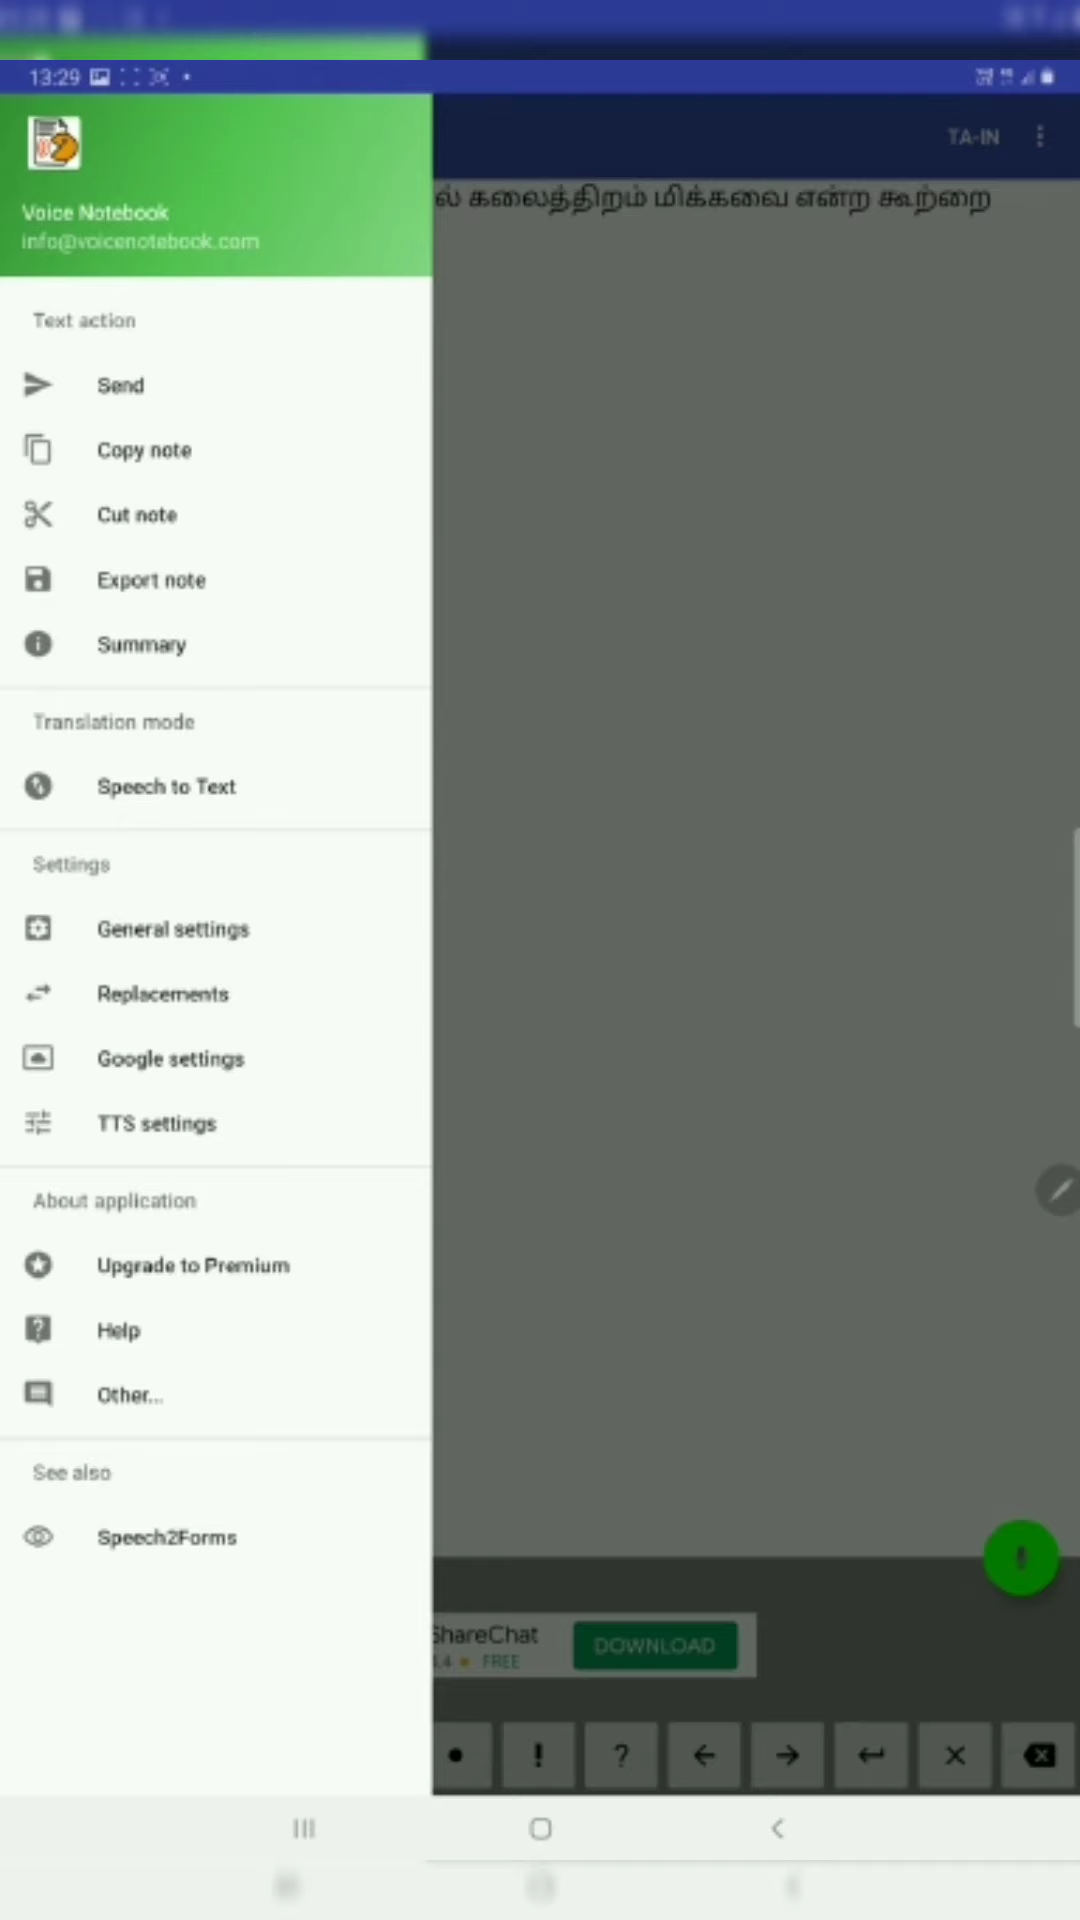 13:29
TA-IN
ல் கலைத்திறம் மிக்கவை என்ற கூற்றை
Voice Notebook
info@voicenotebook.com
Text action
Send
Copy note
Cut note
Export note
Summary
Translation mode
Speech to Text
Settings
General settings
Replacements
Google settings
TTS settings
About application
Upgrade to Premium
Help
Other...
See also
Speech2Forms
ShareChat
DOWNLOAD
4.4 FREE
! ?